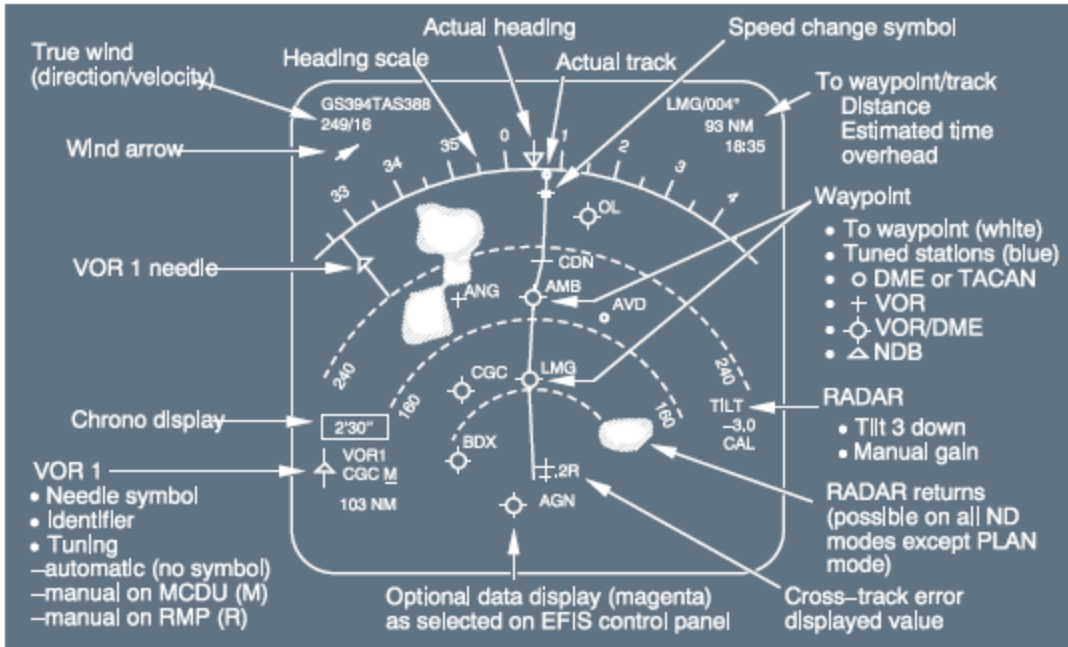 Actual heading
Speed change symbol
True wind
(direction/velocity)
Heading scale
Actual track
To waypoint/track
Distance
Estimated time
overhead
GS394TAS388
249/16
LMG/004°
93 NM
18:35
Wind arrow
33
34
35
0
1
2
3
4
Waypoint
• To waypoint (white)
• Tuned stations (blue)
• DME or TACAN
• VOR
• VOR/DME
• NDB
OL
VOR 1 needle
CDN
ANG
AMB
AVD
CGC
LMG
240
160
160
240
Chrono display
2'30"
TILT
–3,0
CAL
RADAR
• Tilt 3 down
• Manual gain
BDX
VOR1
CGC M
103 NM
,2R
AGN
VOR 1
• Needle symbol
• Identifier
• Tuning
–automatic (no symbol)
–manual on MCDU (M)
–manual on RMP (R)
RADAR returns
(possible on all ND
modes except PLAN
mode)
Optional data display (magenta)
as selected on EFIS control panel
Cross–track error
displayed value